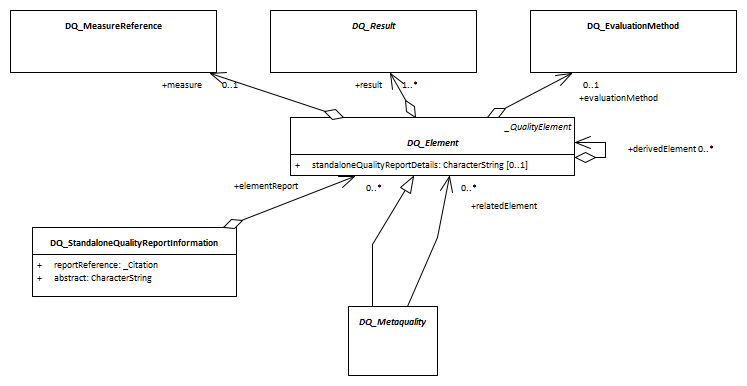 DQ_MeasureReference
DQ_Result
DQ_EvaluationMethod
+measure 0..1
+result 1..*
0..1
+evaluationMethod
_QualityElement
DQ_Element
+ standaloneQualityReportDetails: CharacterString [0..1]
+derivedElement 0..*
+elementReport
0..*
0..*
+relatedElement
DQ_StandaloneQualityReportInformation
+ reportReference: _Citation
+ abstract: CharacterString
DQ_Metaquality